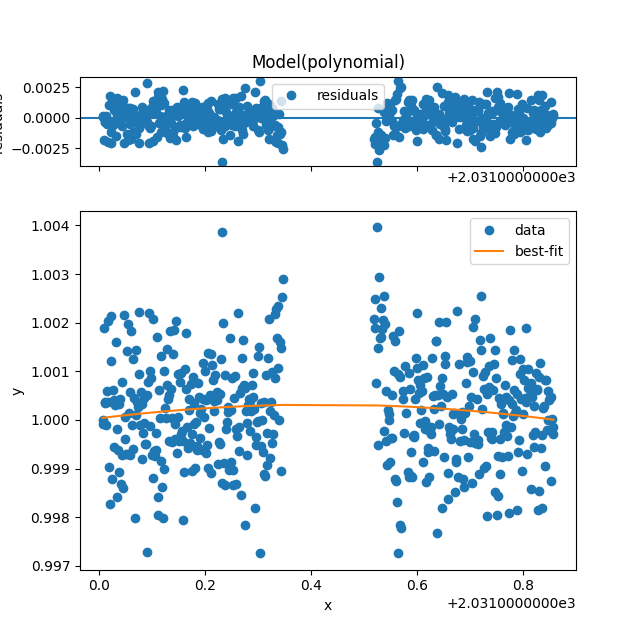 Model(polynomial)
0.0025
0.0000
−0.0025
residuals
+2.0310000000e3
1.004
1.003
1.002
1.001
1.000
0.999
0.998
0.997
y
data
best-fit
0.0 0.2 0.4 0.6 0.8
x
+2.0310000000e3